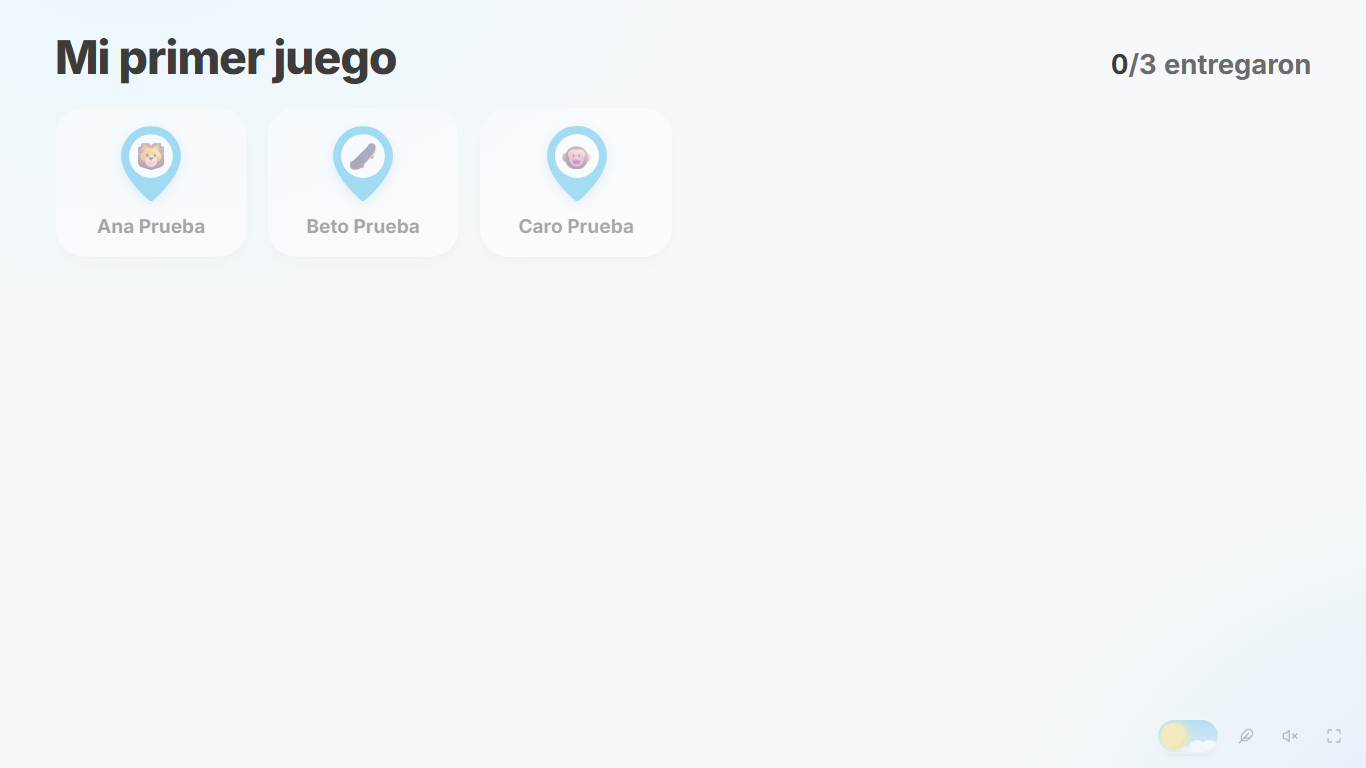 Mi primer juego
0/3 entregaron
Ana Prueba
Beto Prueba
Caro Prueba